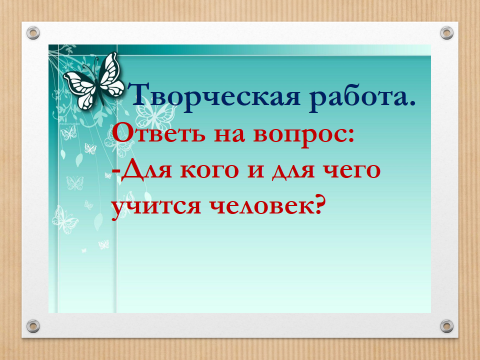 Творческая работа.
Ответь на вопрос:
-Для кого и для чего
учится человек?